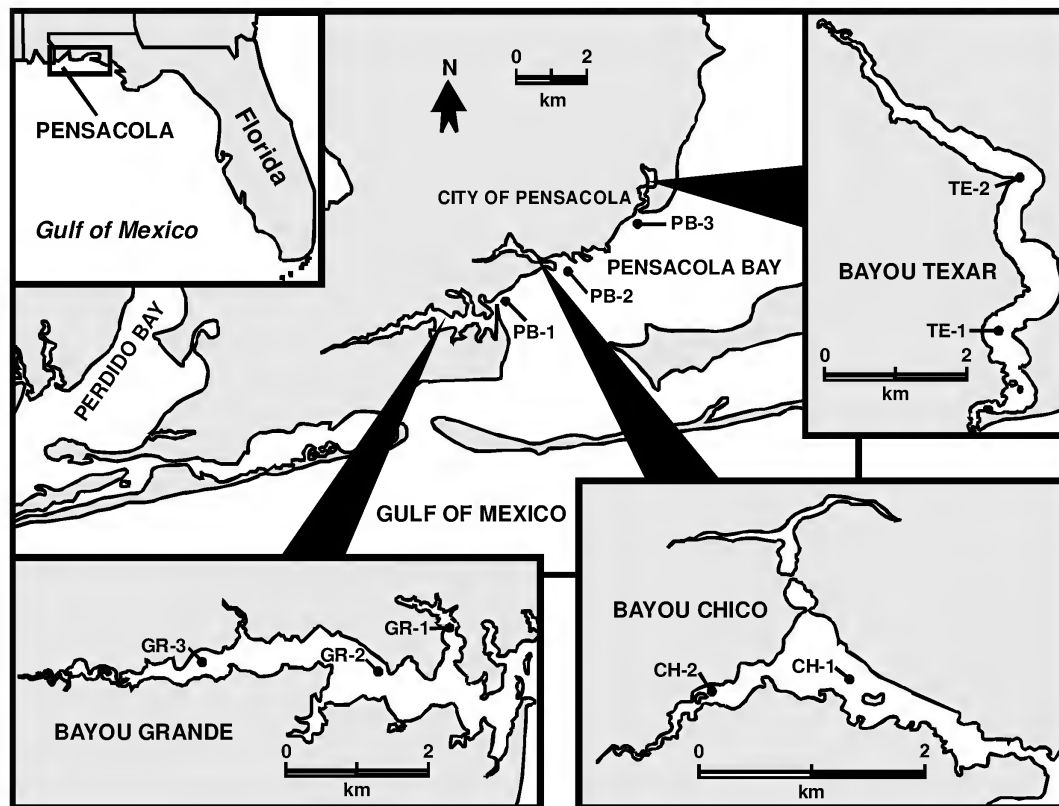 PENSACOLA
Florida
Gulf of Mexico
N
0 2
km
CITY OF PENSACOLA
PB-3
PENSACOLA BAY
PB-2
PB-1
PERDIDO BAY
GULF OF MEXICO
TE-2
BAYOU TEXAR
TE-1
0 2
km
GR-1
GR-3
GR-2
BAYOU GRANDE
0 2
km
BAYOU CHICO
CH-2
CH-1
0 2
km